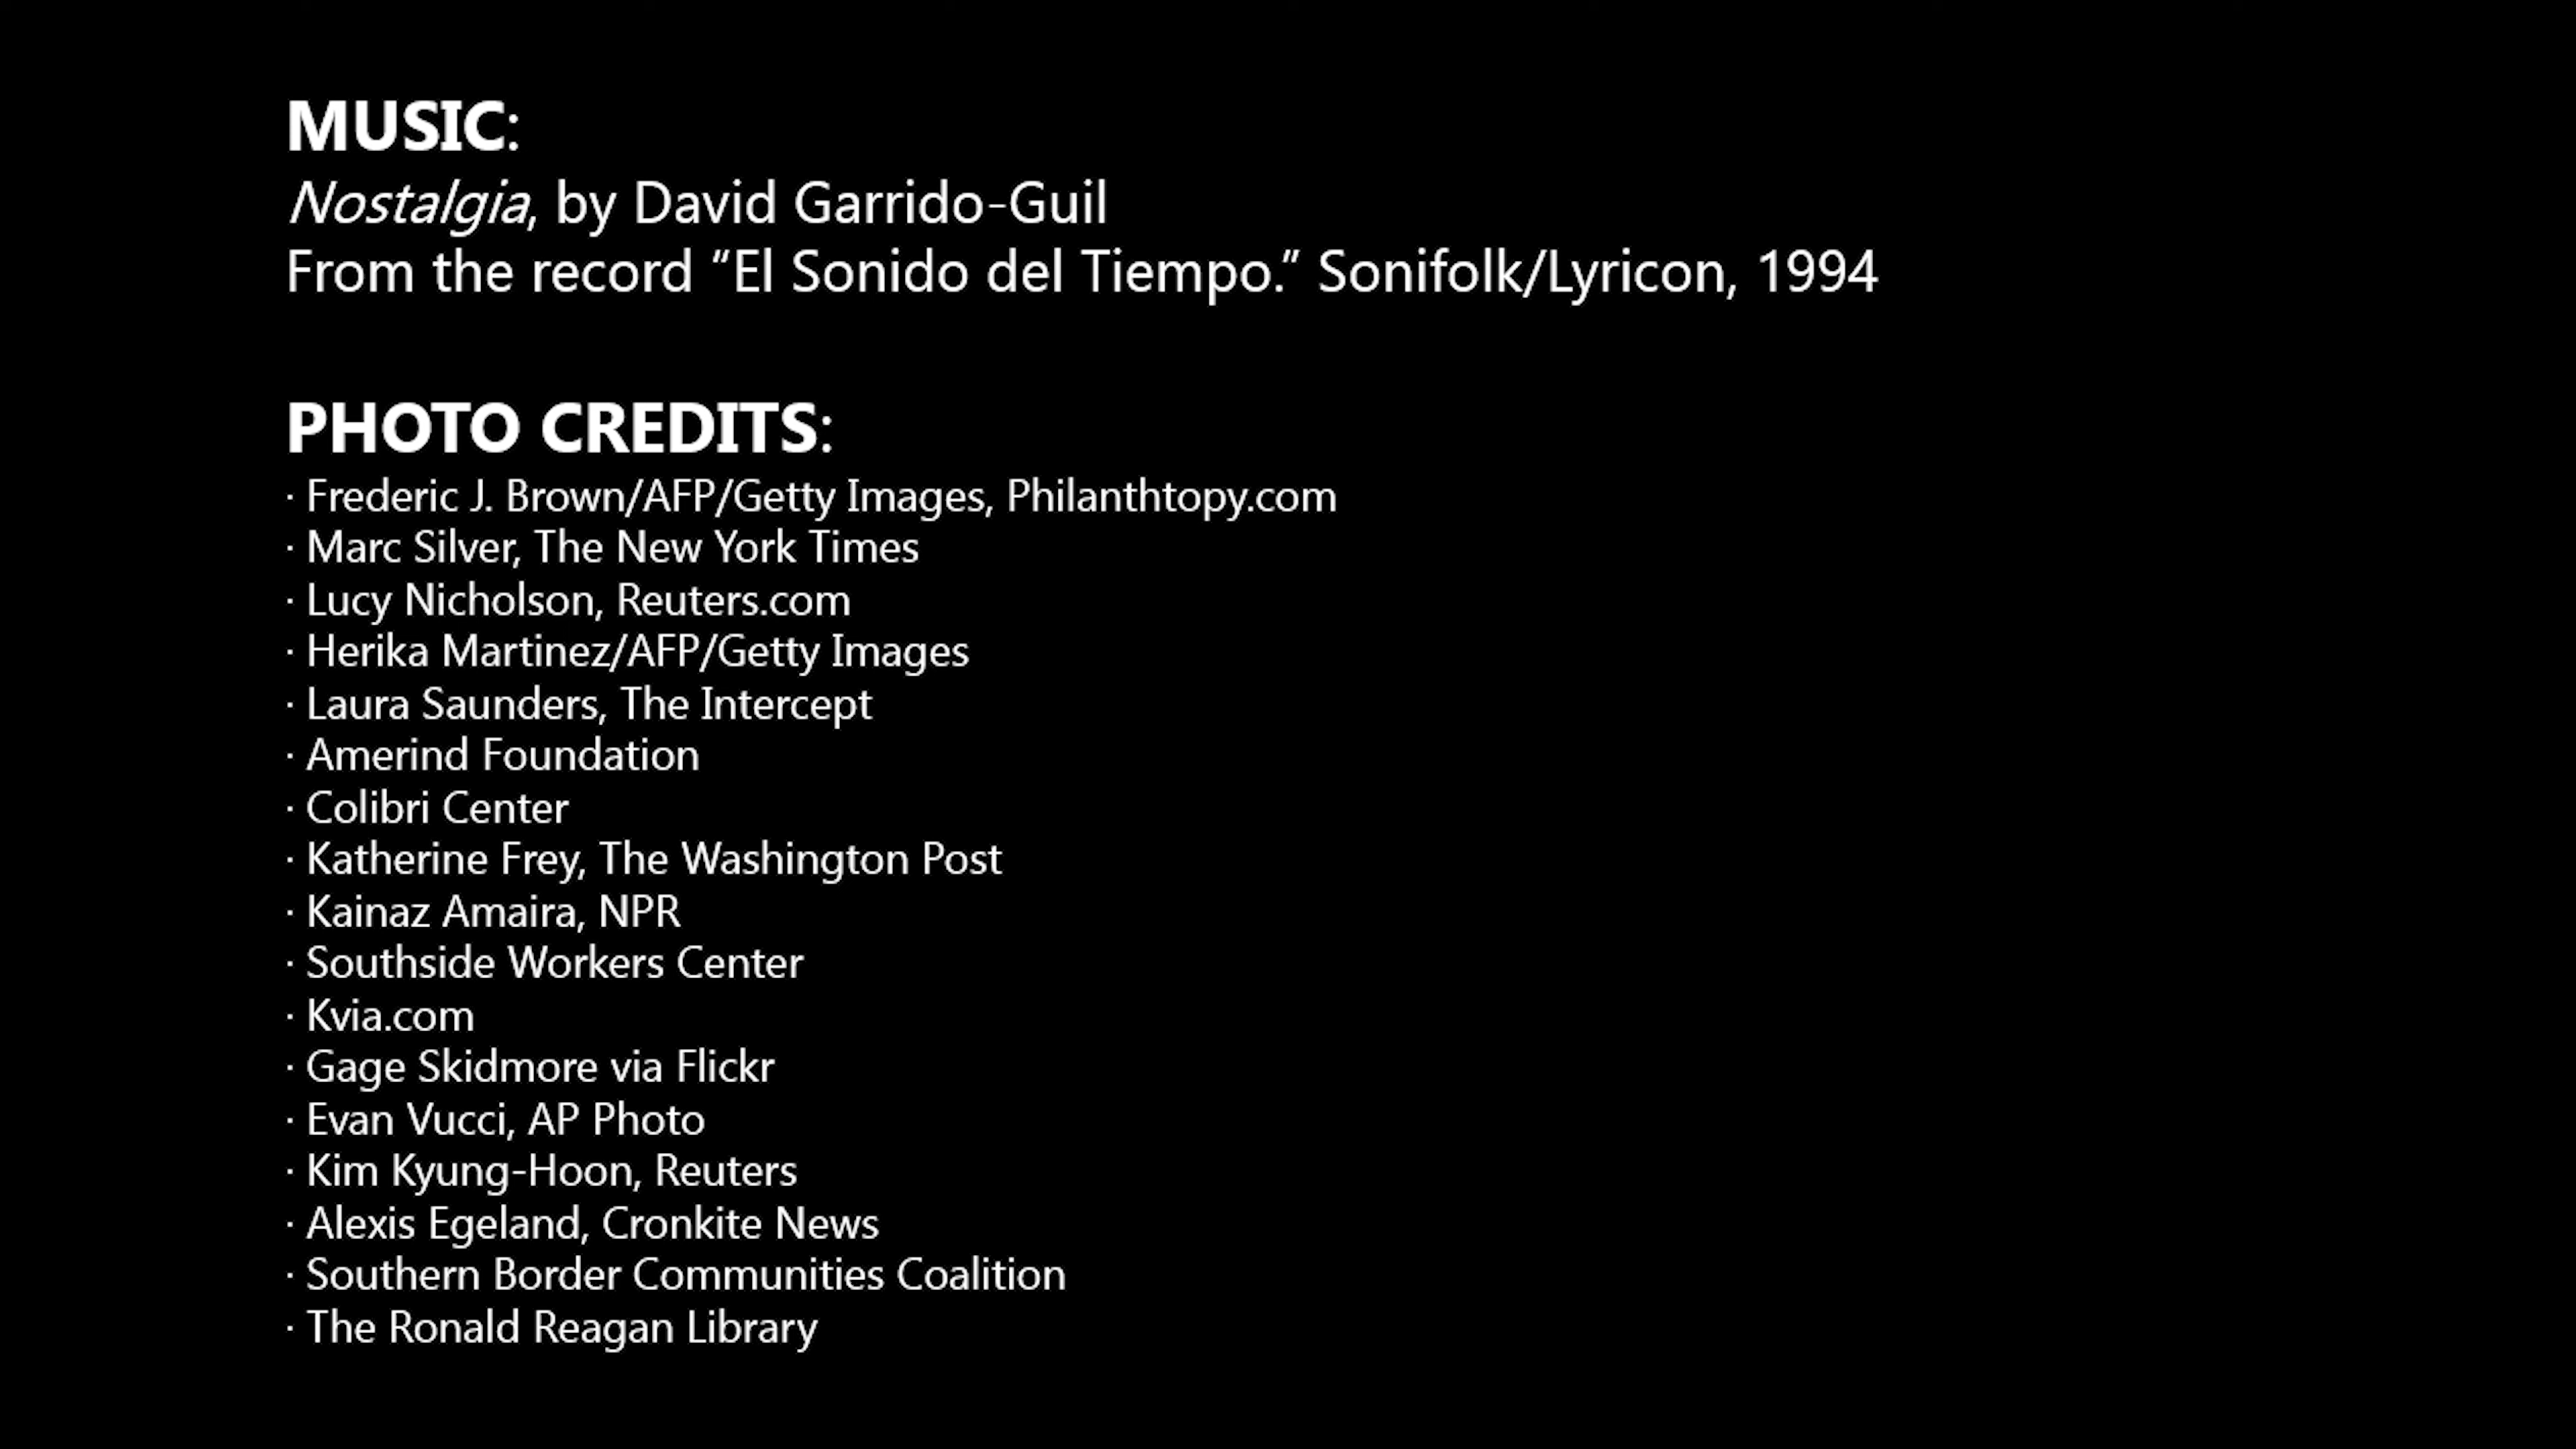 MUSIC:
Nostalgia, by David Garrido-Guil
From the record “El Sonido del Tiempo.” Sonifolk/Lyricon, 1994
PHOTO CREDITS:
· Frederic J. Brown/AFP/Getty Images, Philanthtopy.com
· Marc Silver, The New York Times
· Lucy Nicholson, Reuters.com
· Herika Martinez/AFP/Getty Images
· Laura Saunders, The Intercept
· Amerind Foundation
· Colibri Center
· Katherine Frey, The Washington Post
· Kainaz Amaira, NPR
· Southside Workers Center
· Kvia.com
· Gage Skidmore via Flickr
· Evan Vucci, AP Photo
· Kim Kyung-Hoon, Reuters
· Alexis Egeland, Cronkite News
· Southern Border Communities Coalition
· The Ronald Reagan Library